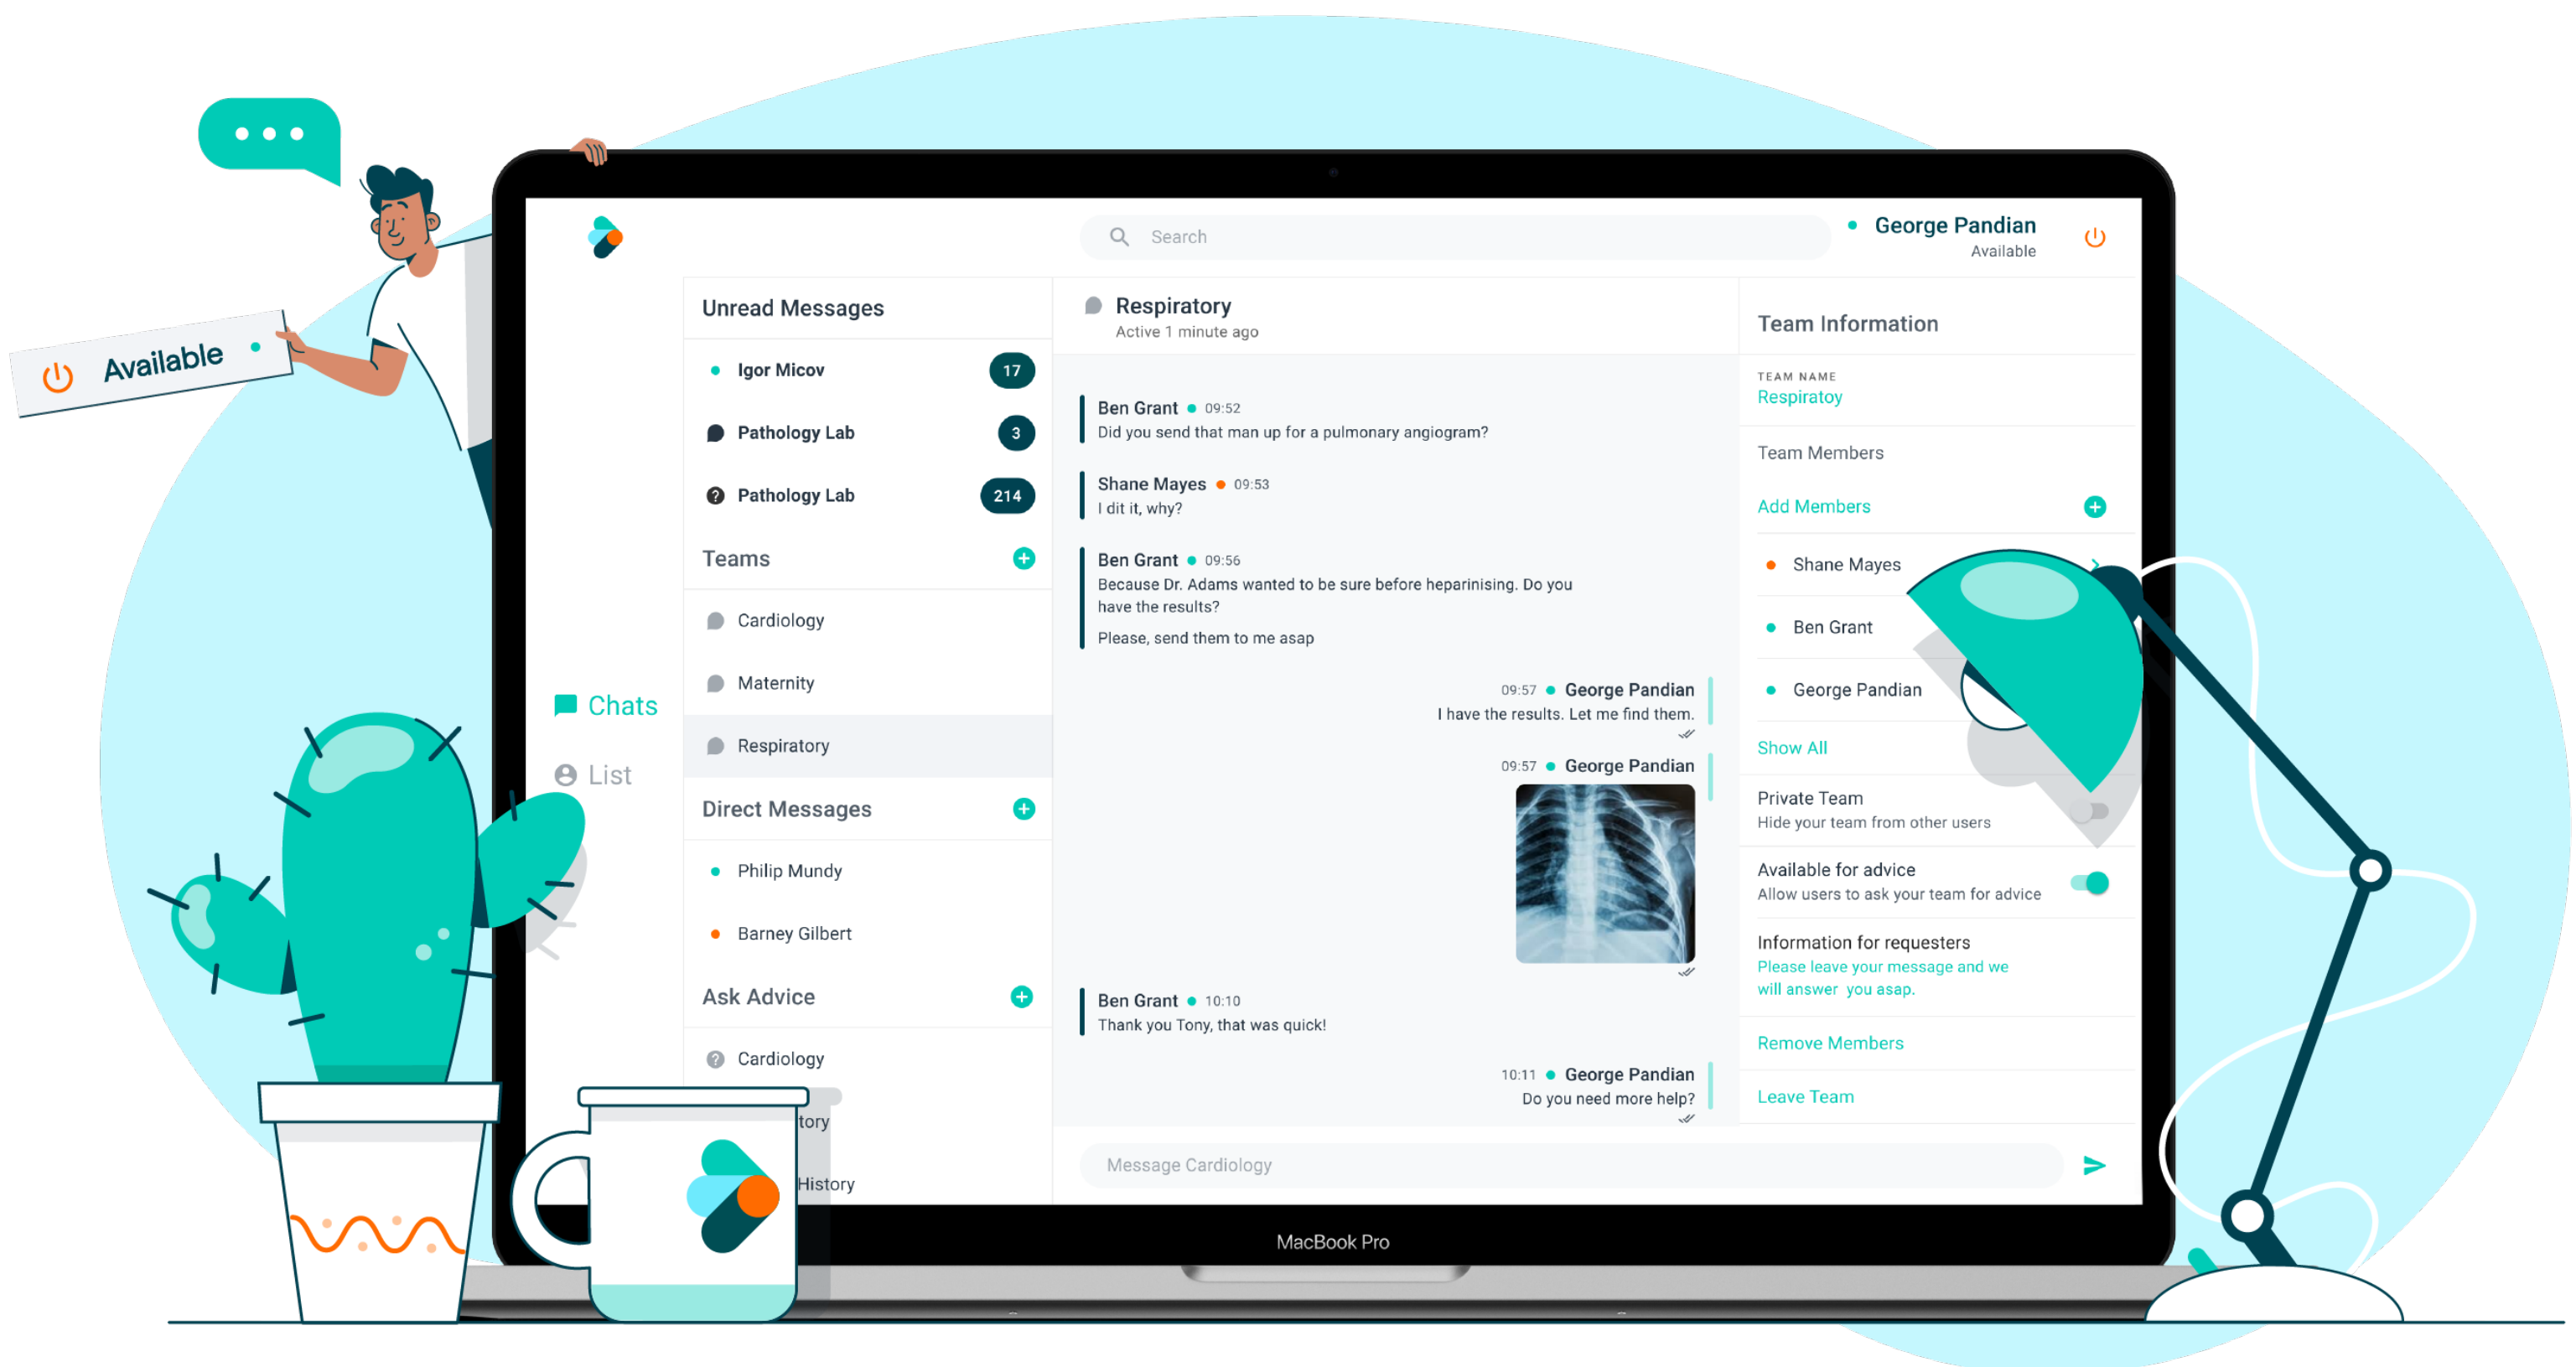 Available
Search
George Pandian
Available
Chats
List
Unread Messages
Igor Micov
17
Pathology Lab
3
Pathology Lab
214
Teams
Cardiology
Maternity
Respiratory
Direct Messages
Philip Mundy
Barney Gilbert
Ask Advice
Cardiology
tory
History
Respiratory
Active 1 minute ago
Ben Grant 09:52
Did you send that man up for a pulmonary angiogram?
Shane Mayes 09:53
I dit it, why?
Ben Grant 09:56
Because Dr. Adams wanted to be sure before heparinising. Do you
have the results?
Please, send them to me asap
09:57 George Pandian
I have the results. Let me find them.
09:57 George Pandian
Ben Grant 10:10
Thank you Tony, that was quick!
10:11 George Pandian
Do you need more help?
Message Cardiology
Team Information
TEAM NAME
Respiratoy
Team Members
Add Members
Shane Mayes
Ben Grant
George Pandian
Show All
Private Team
Hide your team from other users
Available for advice
Allow users to ask your team for advice
Information for requesters
Please leave your message and we
will answer you asap.
Remove Members
Leave Team
MacBook Pro